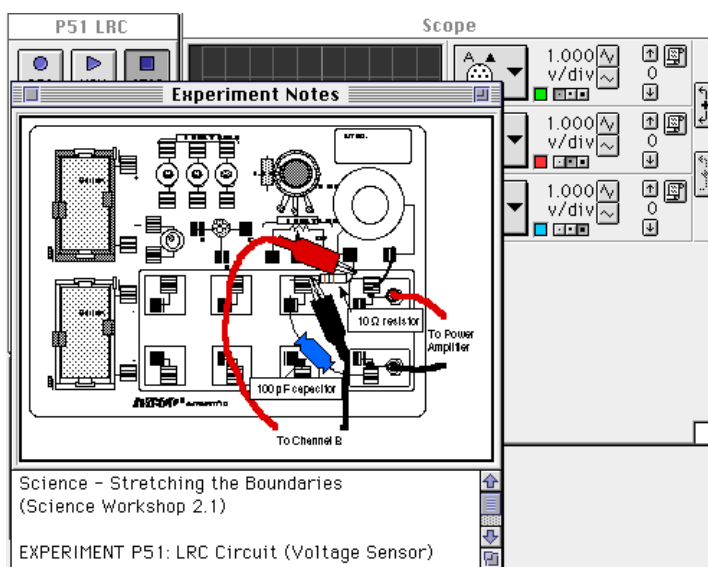 P51 LRC
Scope
A
1.000
v/div
0
1.000
v/div
0
1.000
v/div
0
Experiment Notes
10 Ω resistor
To Power
Amplifier
100 µF capacitor
To Channel B
Science - Stretching the Boundaries
(Science Workshop 2.1)
EXPERIMENT P51: LRC Circuit (Voltage Sensor)